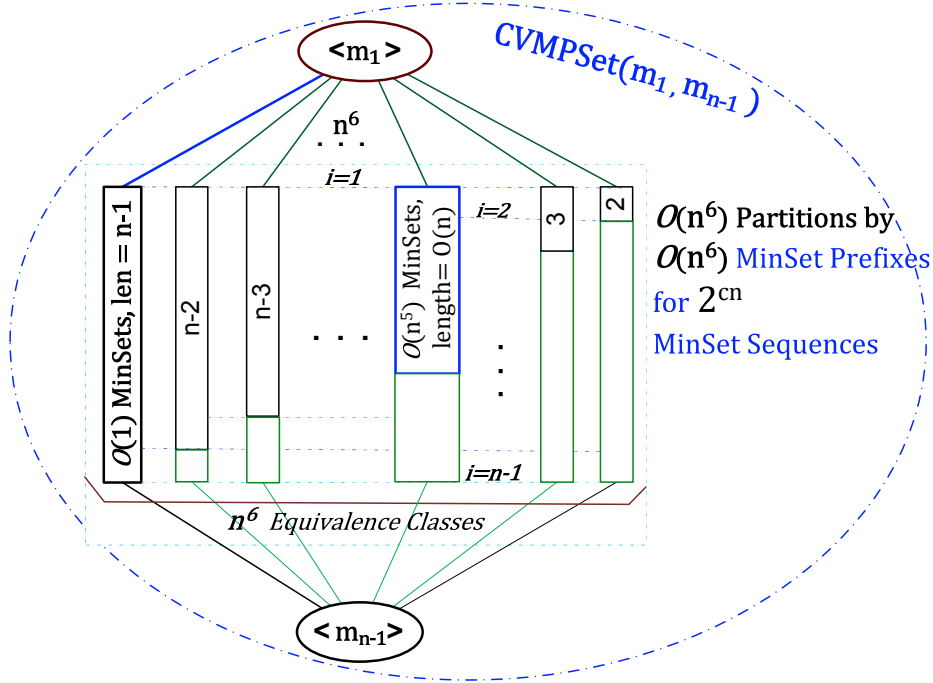 <m₁>
CVMPSet(m₁, mₙ₋₁)
n⁶
. . .
i=1
O(1) MinSets, len = n-1
n-2
n-3
. . .
O(n⁵) MinSets,
length= O(n)
i=2
3
2
. . .
i=n-1
O(n⁶) Partitions by
O(n⁶) MinSet Prefixes
for 2ᶜⁿ
MinSet Sequences
n⁶ Equivalence Classes
<mₙ₋₁>